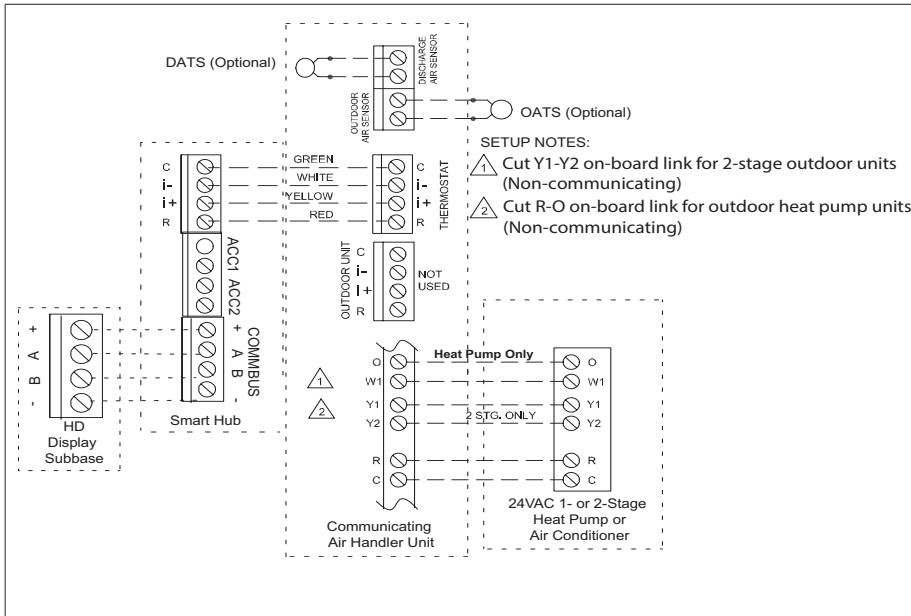 DATS (Optional)
DISCHARGE
AIR SENSOR
OUTDOOR
AIR SENSOR
OATS (Optional)
SETUP NOTES:
1 Cut Y1-Y2 on-board link for 2-stage outdoor units
(Non-communicating)
2 Cut R-O on-board link for outdoor heat pump units
(Non-communicating)
C
i-
i+
R
GREEN
WHITE
YELLOW
RED
C
i-
i+
R
THERMOSTAT
ACC1 ACC2
OUTDOOR UNIT
C
i-
i+
R
NOT
USED
+
A
B
-
COMMBUS
+
A
B
-
HD
Display
Subbase
Smart Hub
1
2
O
W1
Y1
Y2
R
C
Heat Pump Only
2 STG. ONLY
O
W1
Y1
Y2
R
C
Communicating
Air Handler Unit
24VAC 1- or 2-Stage
Heat Pump or
Air Conditioner